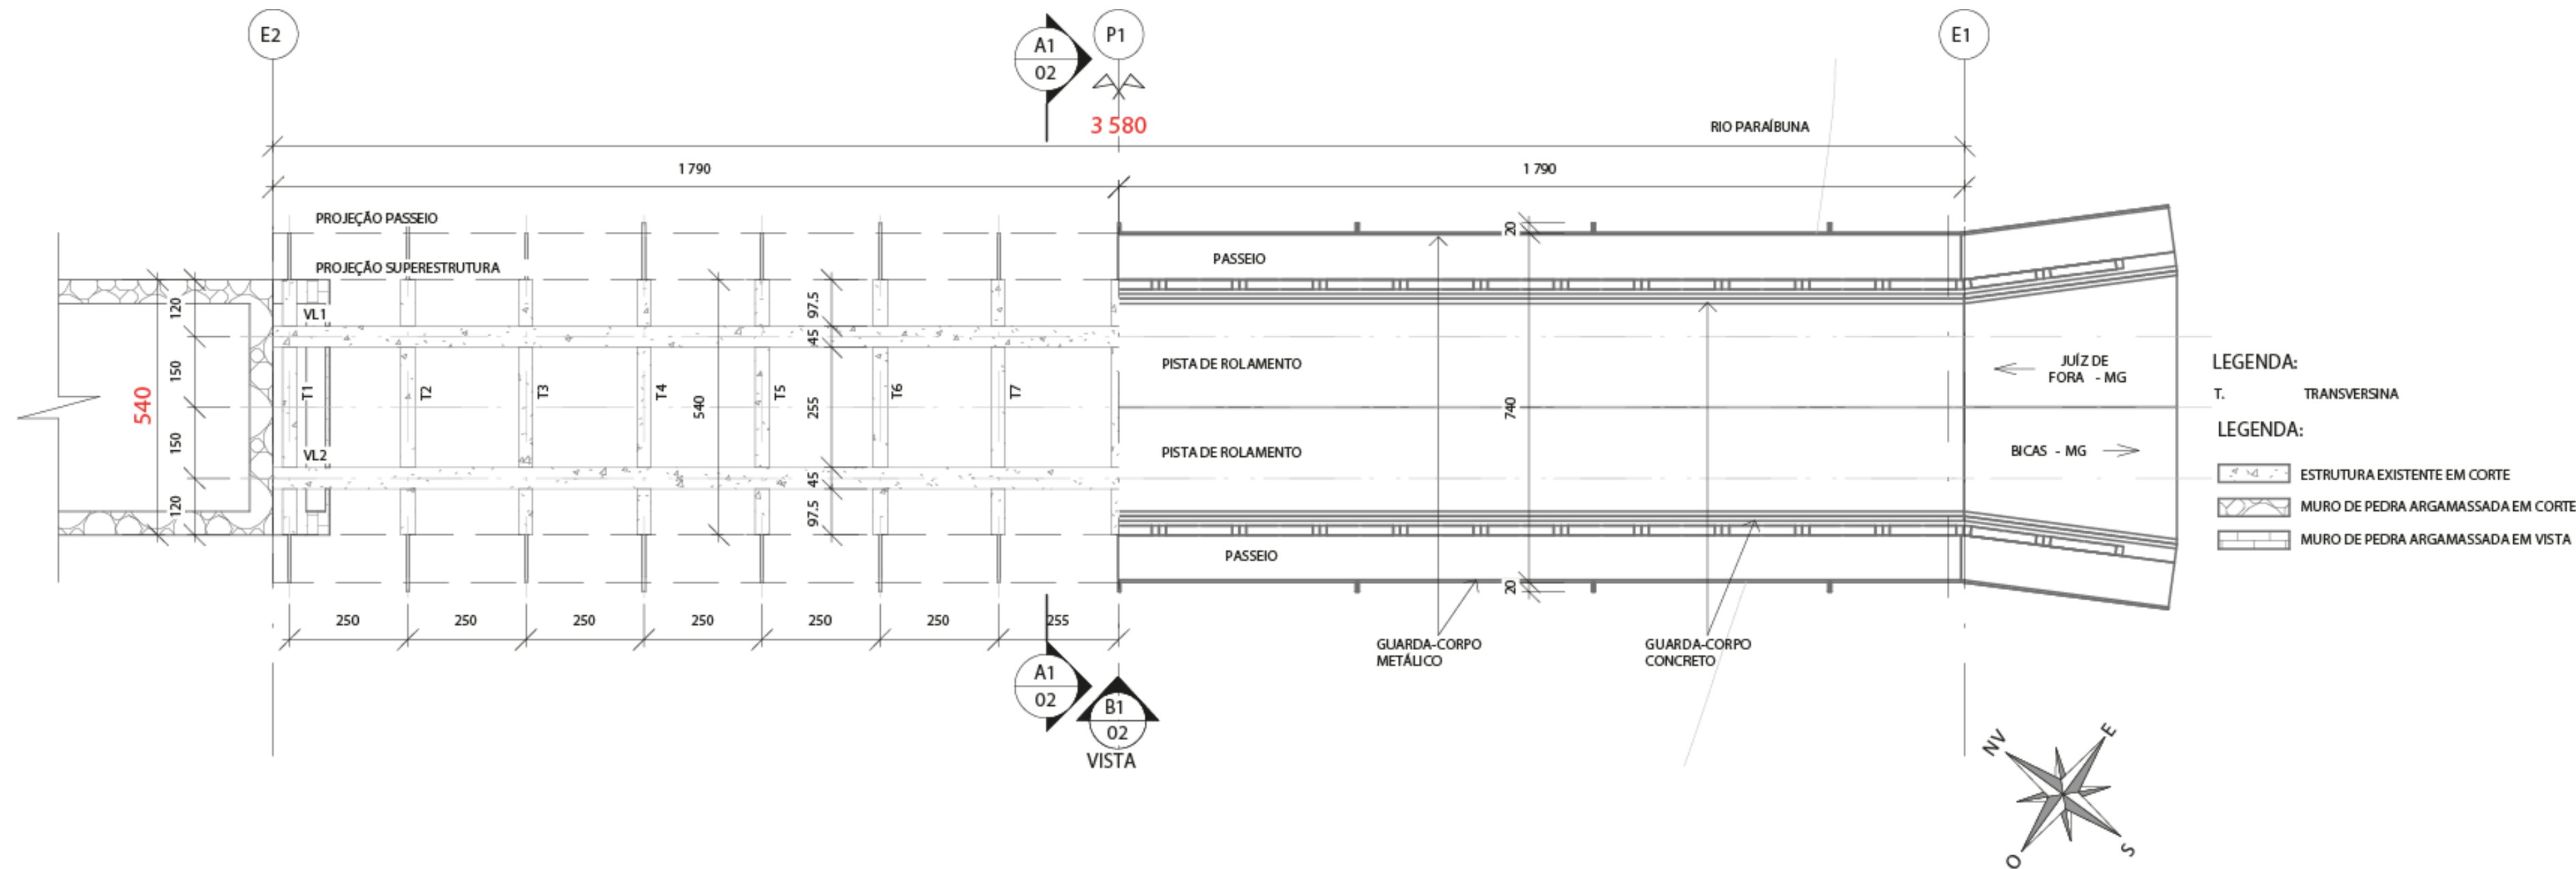 E2
A1
02
P1
E1
3 580
RIO PARAÍBUNA
1 790
1 790
PROJEÇÃO PASSEIO
20
PASSEIO
PROJEÇÃO SUPERESTRUTURA
120
VL1
97.5
45
150
PISTA DE ROLAMENTO
JUÍZ DE
FORA - MG
LEGENDA:
T. TRANSVERSINA
540
T1
T2
T3
T4
540
T5
255
T6
T7
740
LEGENDA:
150
VL2
PISTA DE ROLAMENTO
BICAS - MG
45
ESTRUTURA EXISTENTE EM CORTE
120
97.5
MURO DE PEDRA ARGAMASSADA EM CORTE
MURO DE PEDRA ARGAMASSADA EM VISTA
PASSEIO
20
250
250
250
250
250
250
255
GUARDA-CORPO
METÁLICO
GUARDA-CORPO
CONCRETO
A1
02
B1
02
VISTA
NV
E
O
S